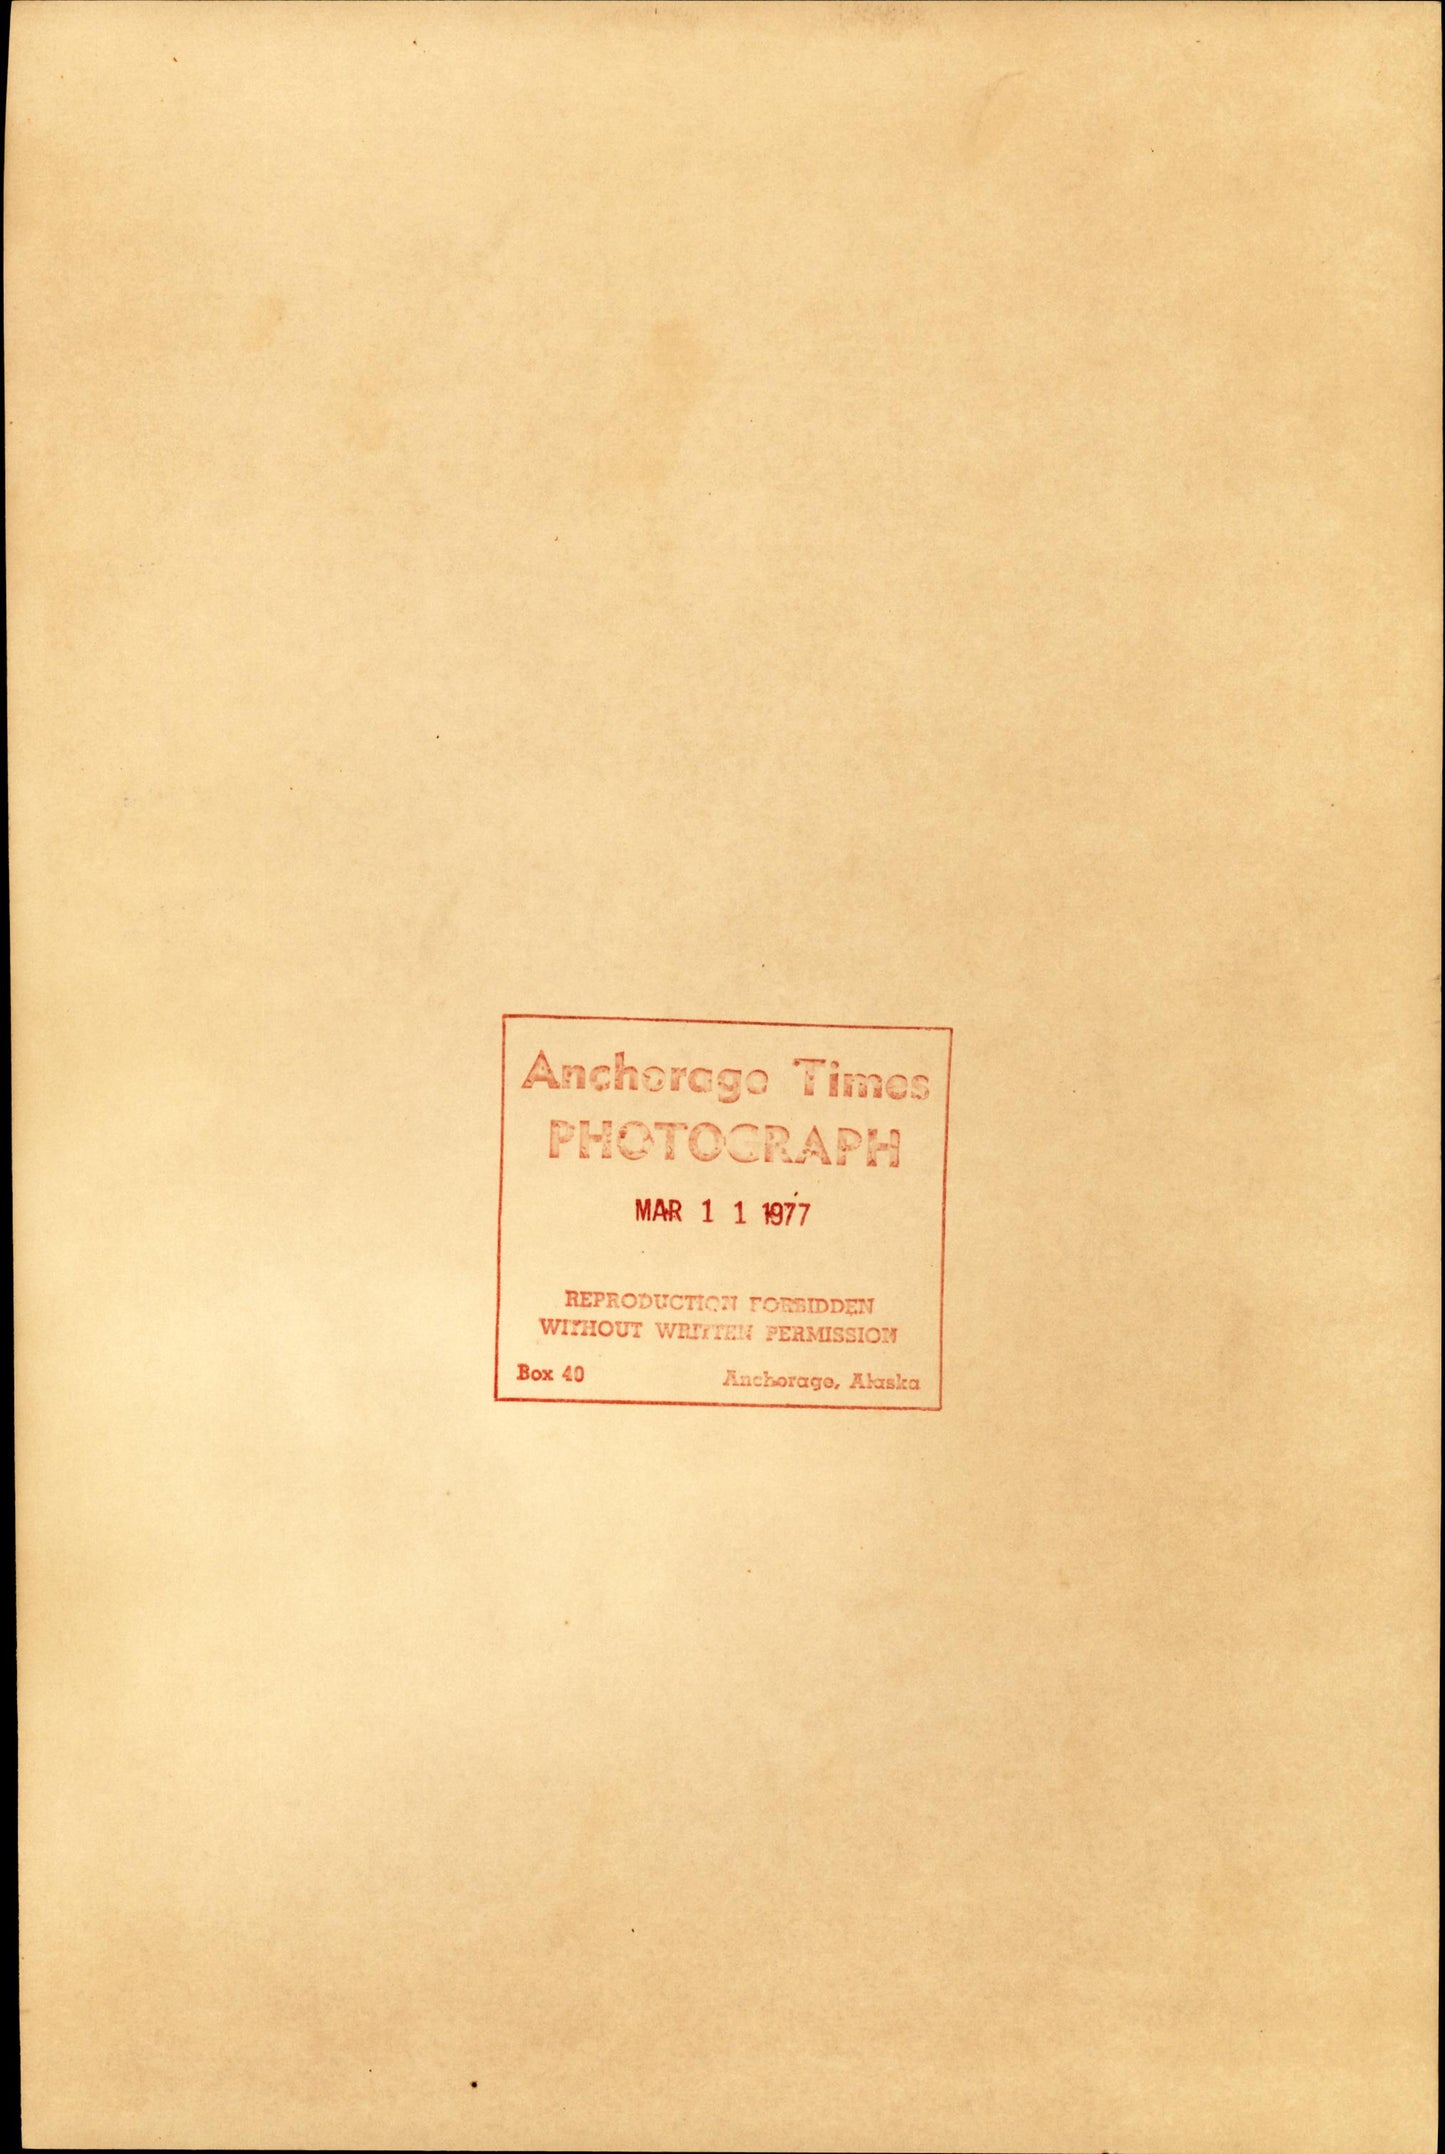 Anchorage Times
PHOTOGRAPH
MAR 1 1 1977
REPRODUCTION FORBIDDEN
WITHOUT WRITTEN PERMISSION
Box 40 Anchorage, Alaska